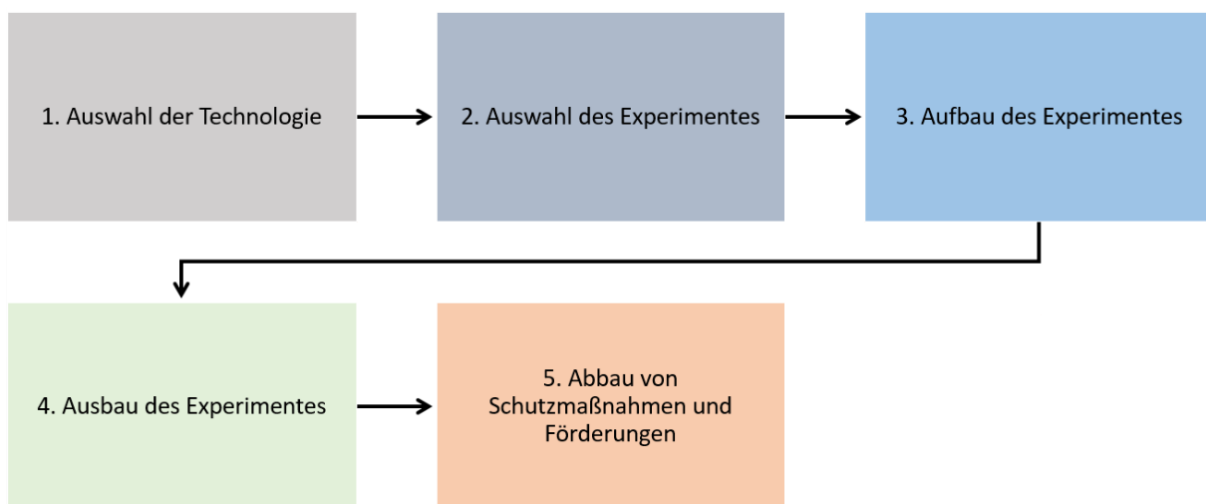 1. Auswahl der Technologie
2. Auswahl des Experimentes
3. Aufbau des Experimentes
4. Ausbau des Experimentes
5. Abbau von
Schutzmaßnahmen und
Förderungen